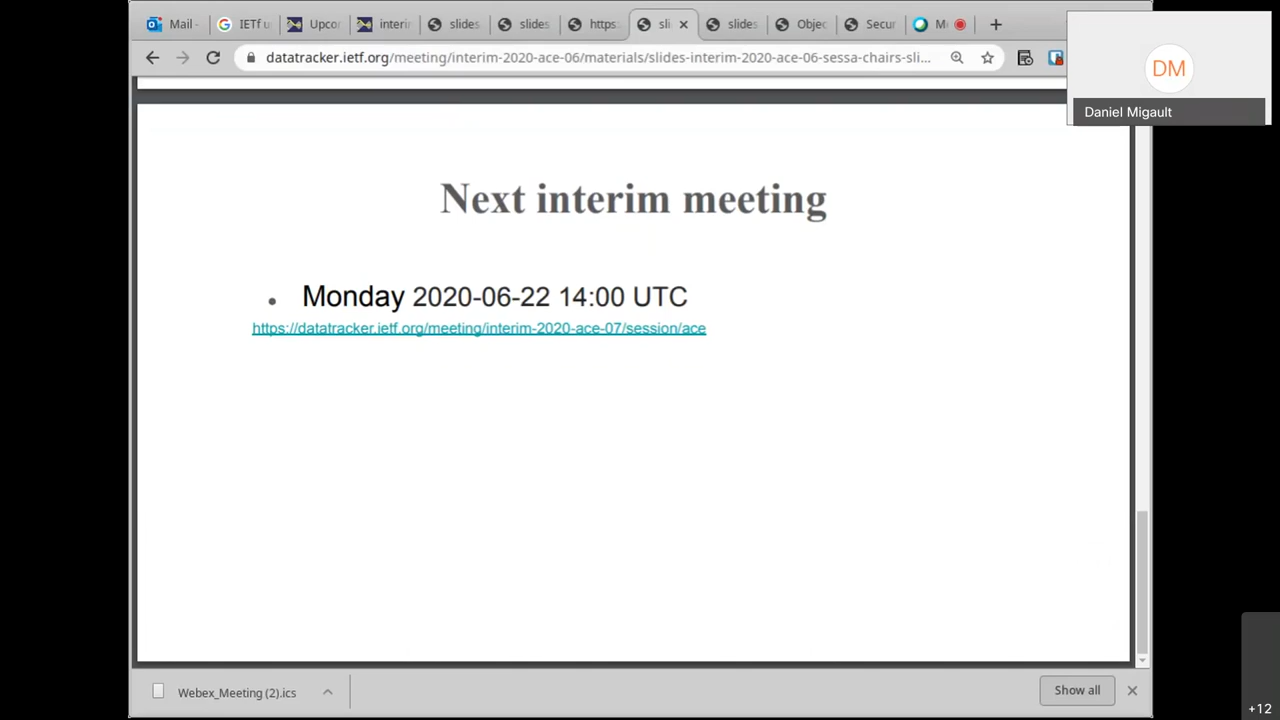 Mail -
IETf u
Upco
interi
slides
slides
https:
sli
slides
Objec
Secur
M
datatracker.ietf.org/meeting/interim-2020-ace-06/materials/slides-interim-2020-ace-06-sessa-chairs-sli...
DM
Daniel Migault
Next interim meeting
• Monday 2020-06-22 14:00 UTC
https://datatracker.ietf.org/meeting/interim-2020-ace-07/session/ace
Webex_Meeting (2).ics
Show all
+12